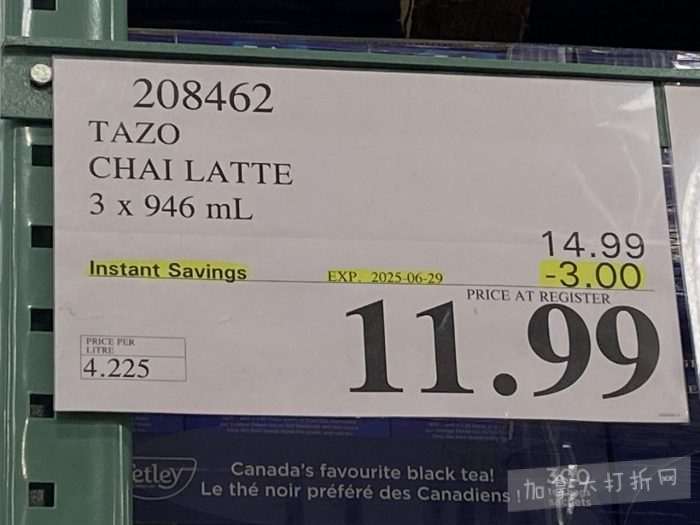 208462
TAZO
CHAI LATTE
3 x 946 mL
14.99
Instant Savings EXP. 2025-06-29 -3.00
PRICE AT REGISTER
11.99
PRICE PER
LITRE
4.225
etley
Canada's favourite black tea!
Le thé noir préféré des Canadiens!
300
加拿大打折网